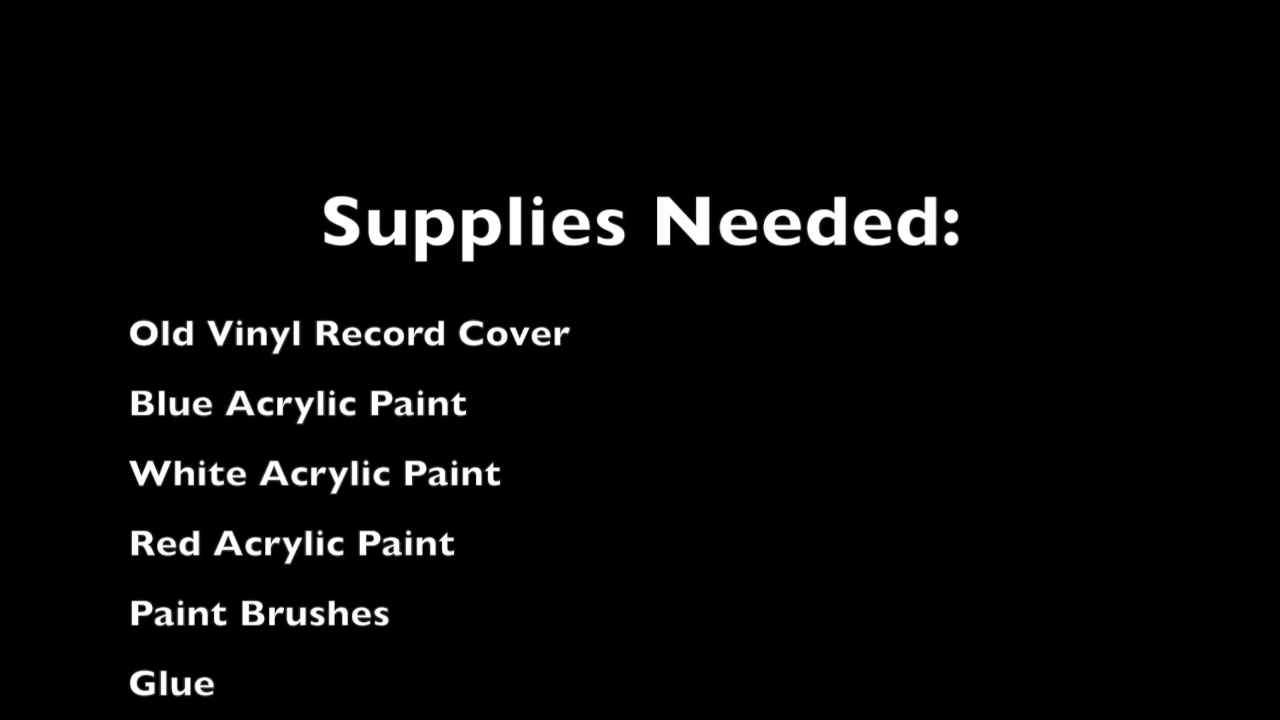 Supplies Needed:
Old Vinyl Record Cover
Blue Acrylic Paint
White Acrylic Paint
Red Acrylic Paint
Paint Brushes
Glue